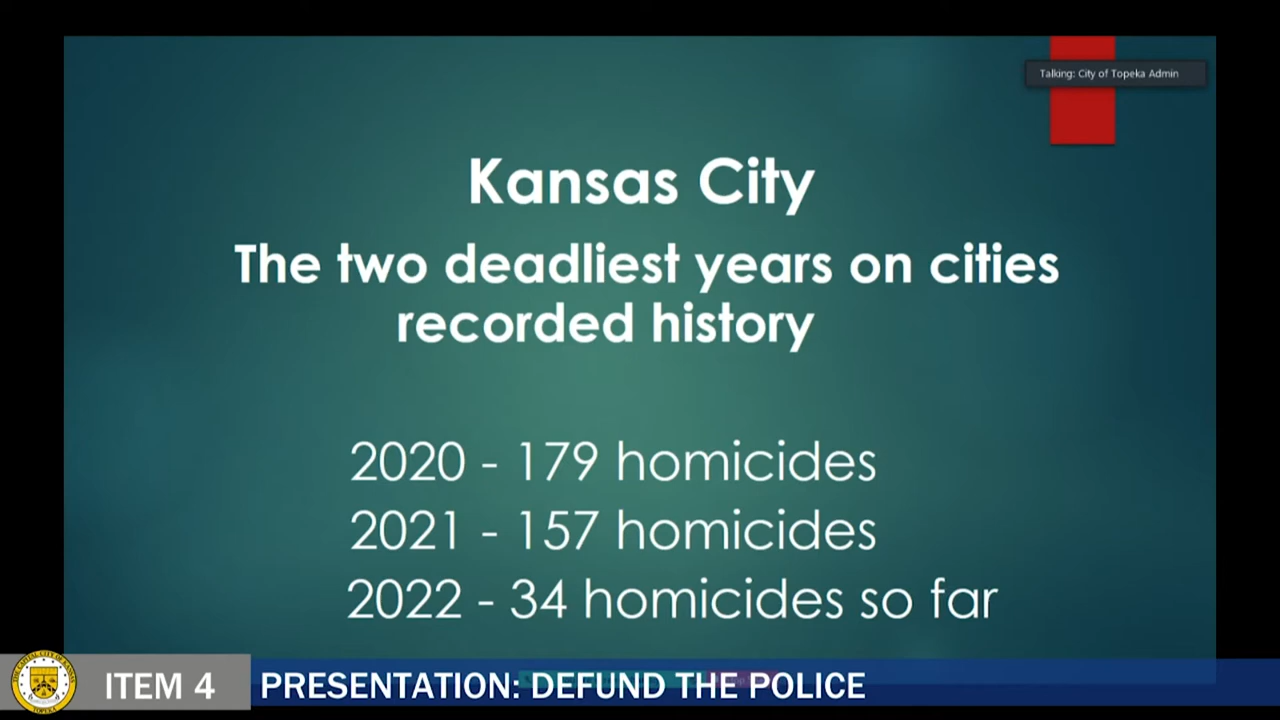 Talking: City of Topeka Admin
Kansas City
The two deadliest years on cities
recorded history
2020 - 179 homicides
2021 - 157 homicides
2022 - 34 homicides so far
ITEM 4
PRESENTATION: DEFUND THE POLICE